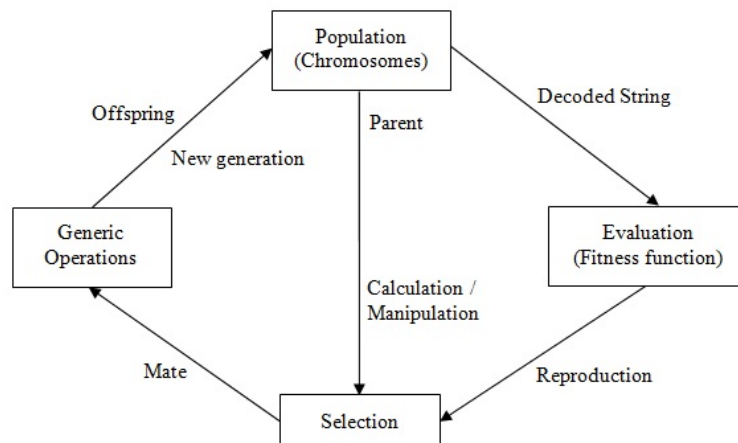 Population
(Chromosomes)
Offspring
Decoded String
Parent
New generation
Generic
Operations
Evaluation
(Fitness function)
Calculation /
Manipulation
Mate
Reproduction
Selection